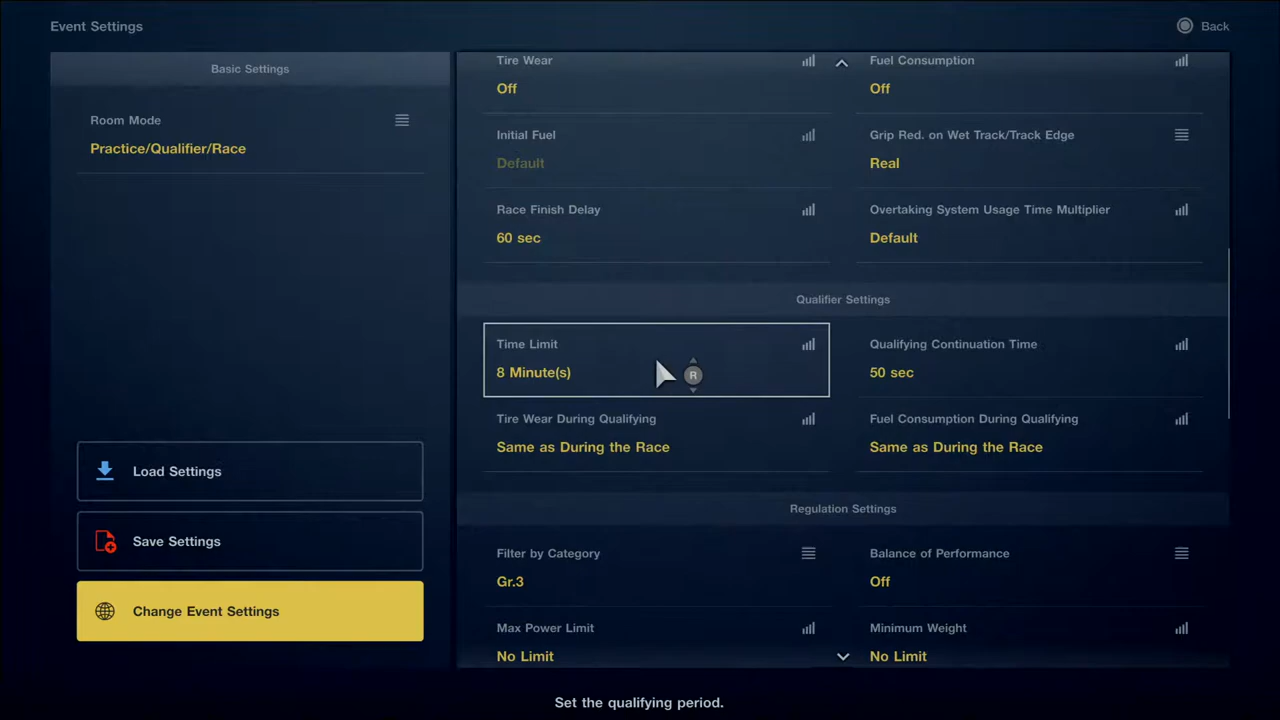 Event Settings
Back
Basic Settings
Room Mode
Practice/Qualifier/Race
Load Settings
Save Settings
Change Event Settings
Tire Wear
Off
Fuel Consumption
Off
Initial Fuel
Default
Grip Red. on Wet Track/Track Edge
Real
Race Finish Delay
60 sec
Overtaking System Usage Time Multiplier
Default
Qualifier Settings
Time Limit
8 Minute(s)
R
Qualifying Continuation Time
50 sec
Tire Wear During Qualifying
Same as During the Race
Fuel Consumption During Qualifying
Same as During the Race
Regulation Settings
Filter by Category
Gr.3
Balance of Performance
Off
Max Power Limit
No Limit
Minimum Weight
No Limit
Set the qualifying period.